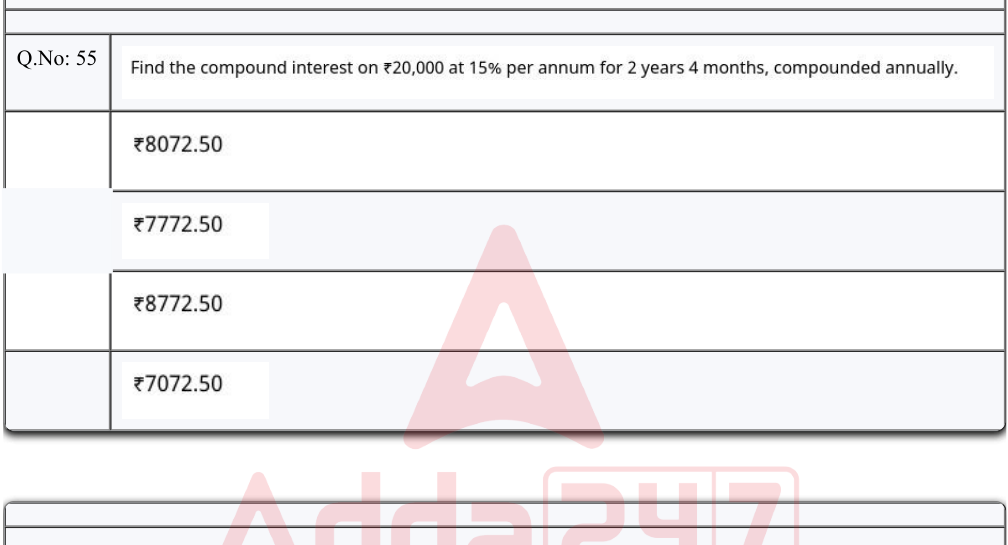 Q.No: 55
Find the compound interest on ₹20,000 at 15% per annum for 2 years 4 months, compounded annually.
₹8072.50
₹7772.50
₹8772.50
₹7072.50
Adda247